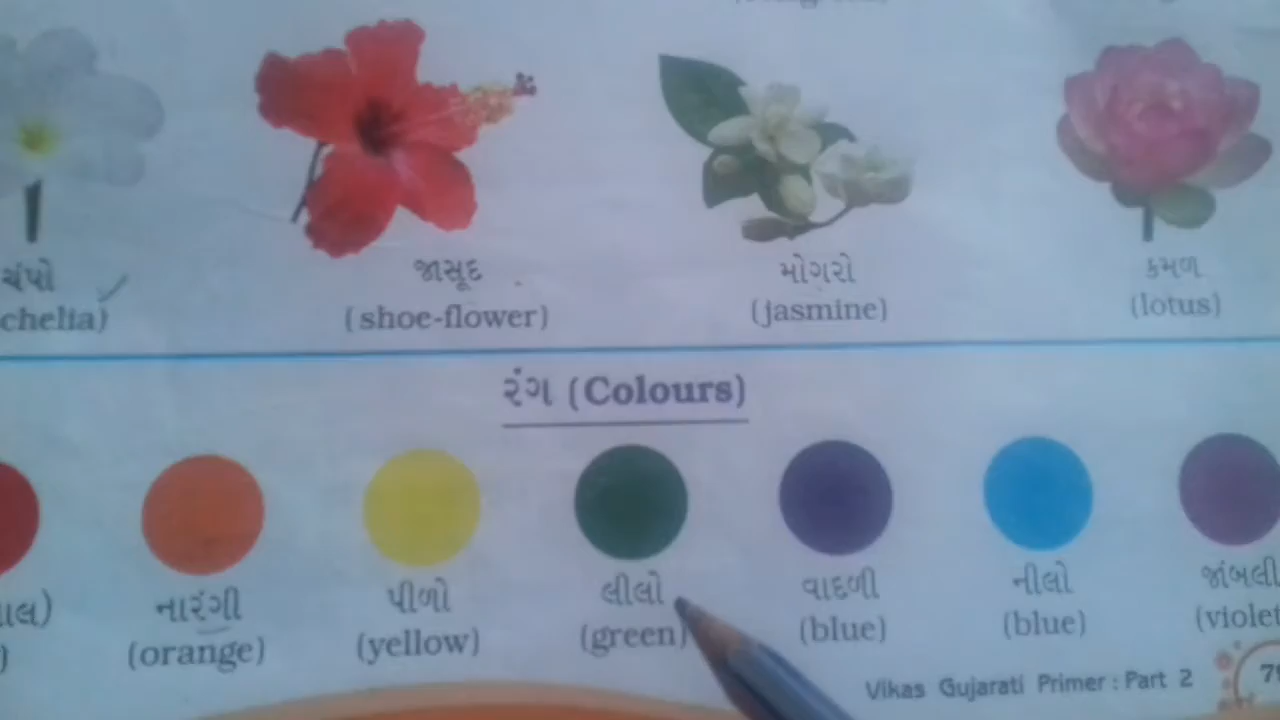 ચંપો જાસૂદ મોગરો કમળ
chelia) (shoe-flower) (jasmine) (lotus)
રંગ (Colours)
નારંગી પીળો લીલો વાદળી નીલો જાંબલી
(orange) (yellow) (green) (blue) (blue) (violet
Vikas Gujarati Primer : Part 2